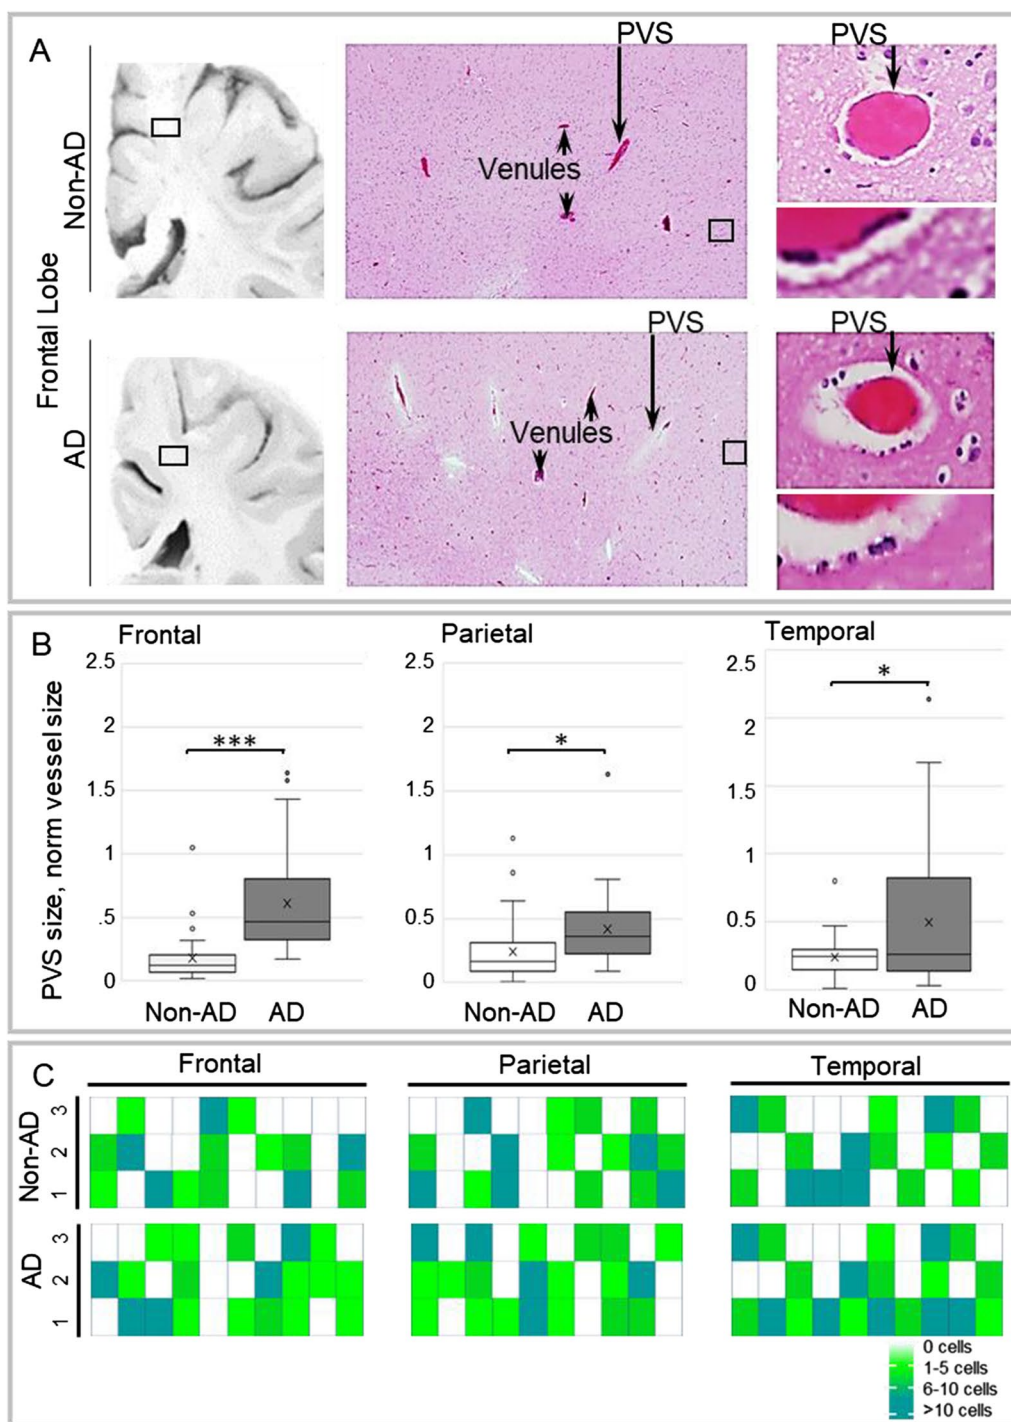 A
Frontal Lobe
Non-AD
PVS
Venules
PVS
AD
PVS
Venules
PVS
B
PVS size, norm vessel size
Frontal
2.5
2
1.5
1
.5
0
***
Non-AD AD
Parietal
2.5
2
1.5
1
0.5
0
*
Non-AD AD
Temporal
2.5
2
1.5
1
0.5
0
*
Non-AD AD
C
Frontal Parietal Temporal
Non-AD
3
2
1
AD
3
2
1
0 cells
1-5 cells
6-10 cells
>10 cells